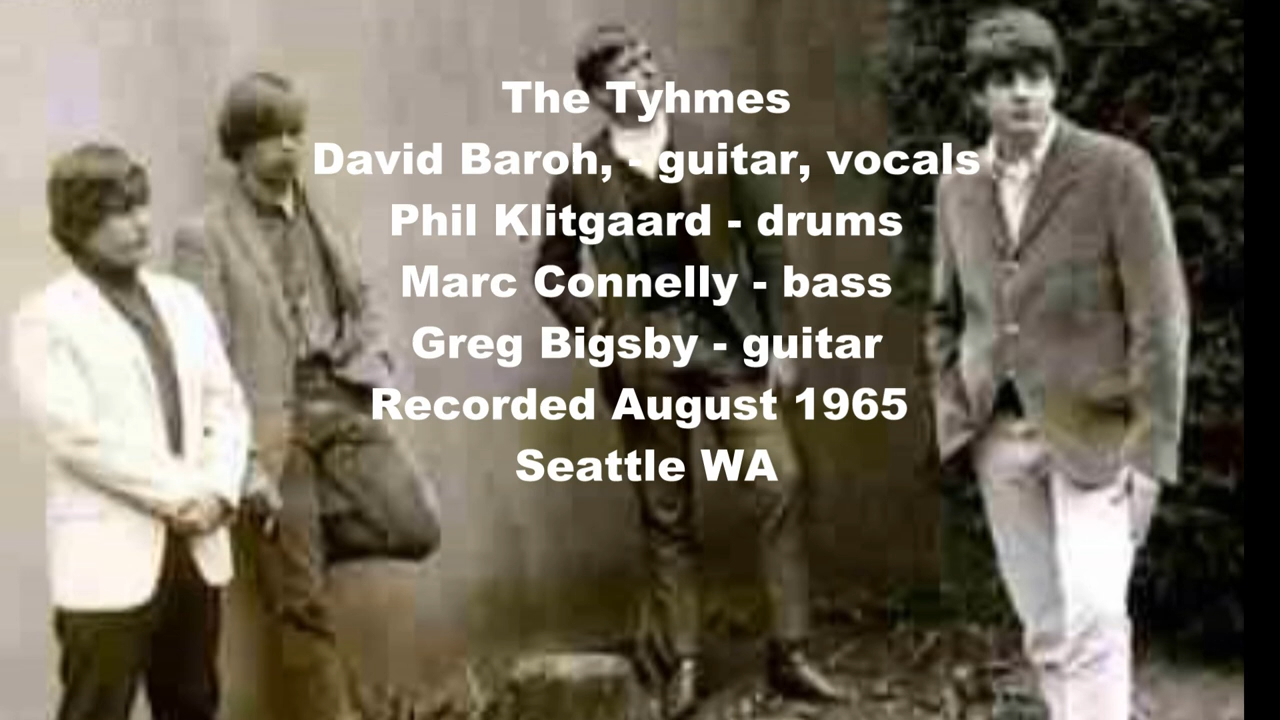 The Tyhmes
David Baroh, - guitar, vocals
Phil Klitgaard - drums
Marc Connelly - bass
Greg Bigsby - guitar
Recorded August 1965
Seattle WA